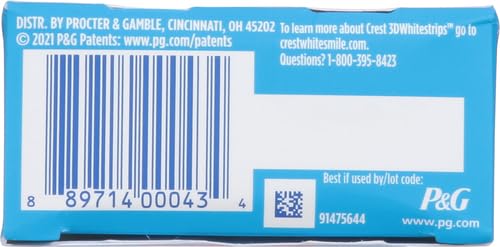 DISTR. BY PROCTER & GAMBLE, CINCINNATI, OH 45202
© 2021 P&G Patents: www.pg.com/patents
To learn more about Crest 3DWhitestrips™ go to
crestwhitesmile.com.
Questions? 1-800-395-8423
8 89714 00043 4
Best if used by/lot code:
91475644
P&G
www.pg.com